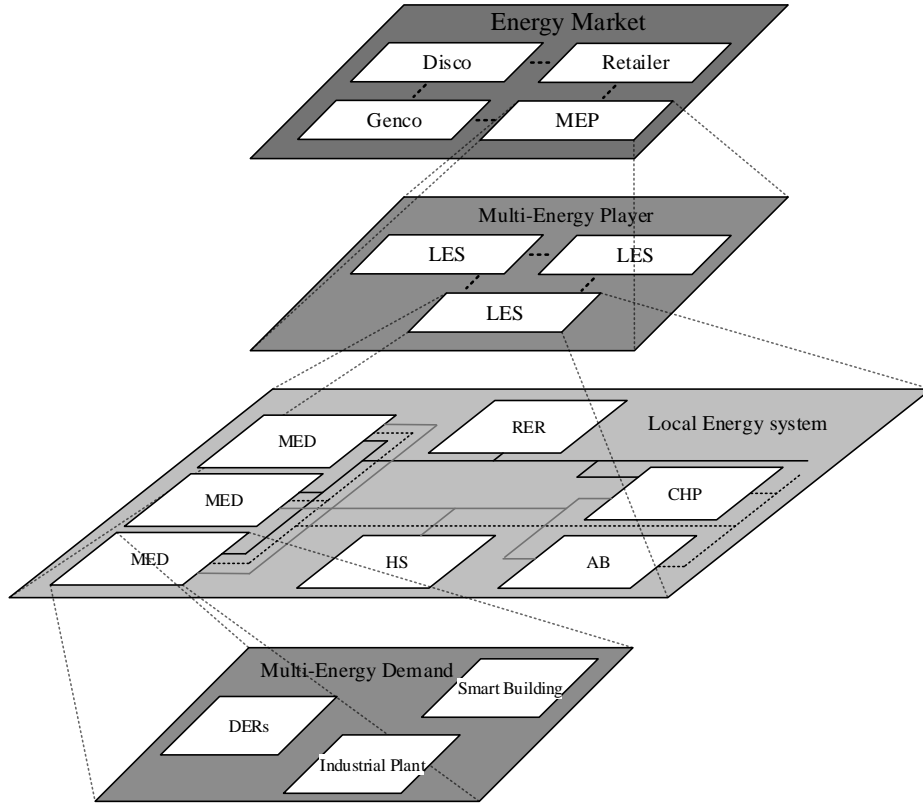 Energy Market
Disco
Retailer
Genco
MEP
Multi-Energy Player
LES
LES
LES
MED
RER
Local Energy system
MED
CHP
MED
HS
AB
Multi-Energy Demand
Smart Building
DERs
Industrial Plant